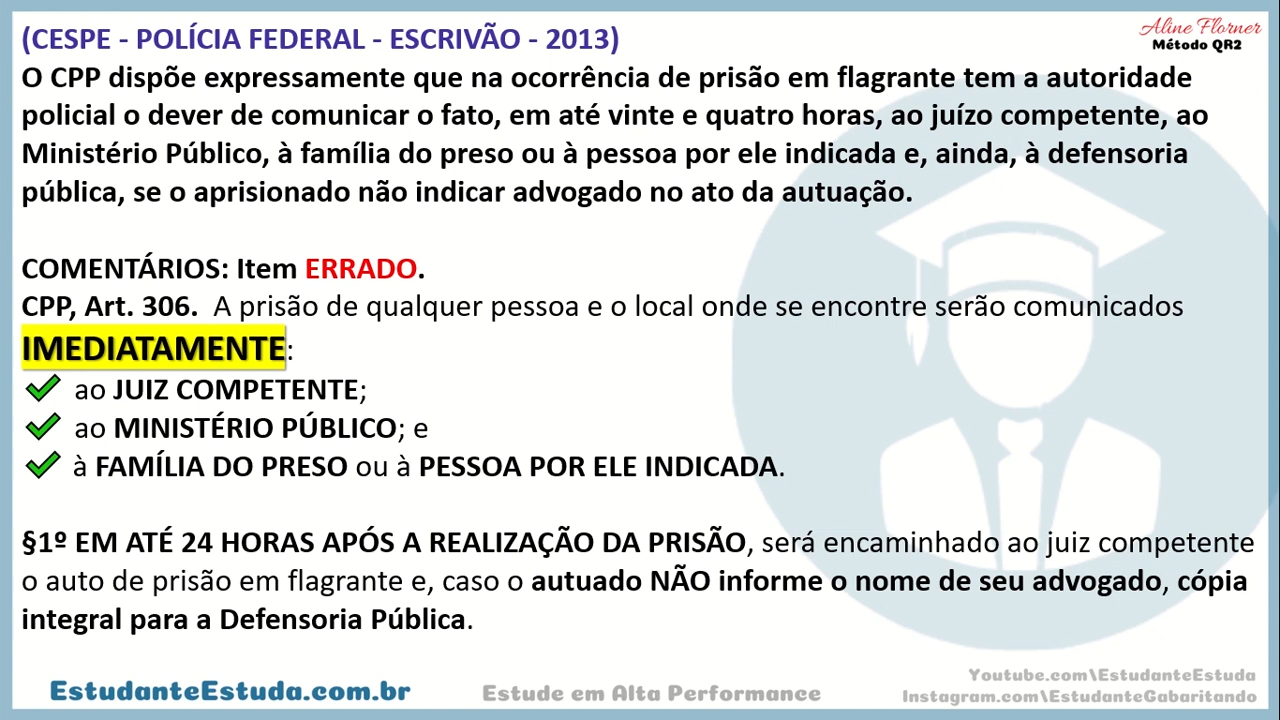 (CESPE - POLÍCIA FEDERAL - ESCRIVÃO - 2013)
Aline Florner
Método QR2
O CPP dispõe expressamente que na ocorrência de prisão em flagrante tem a autoridade
policial o dever de comunicar o fato, em até vinte e quatro horas, ao juízo competente, ao
Ministério Público, à família do preso ou à pessoa por ele indicada e, ainda, à defensoria
pública, se o aprisionado não indicar advogado no ato da autuação.
COMENTÁRIOS: Item ERRADO.
CPP, Art. 306. A prisão de qualquer pessoa e o local onde se encontre serão comunicados
IMEDIATAMENTE:
ao JUIZ COMPETENTE;
ao MINISTÉRIO PÚBLICO; e
à FAMÍLIA DO PRESO ou à PESSOA POR ELE INDICADA.
§1º EM ATÉ 24 HORAS APÓS A REALIZAÇÃO DA PRISÃO, será encaminhado ao juiz competente
o auto de prisão em flagrante e, caso o autuado NÃO informe o nome de seu advogado, cópia
integral para a Defensoria Pública.
EstudanteEstuda.com.br
Estude em Alta Performance
Youtube.com\EstudanteEstuda
Instagram.com\EstudanteGabaritando